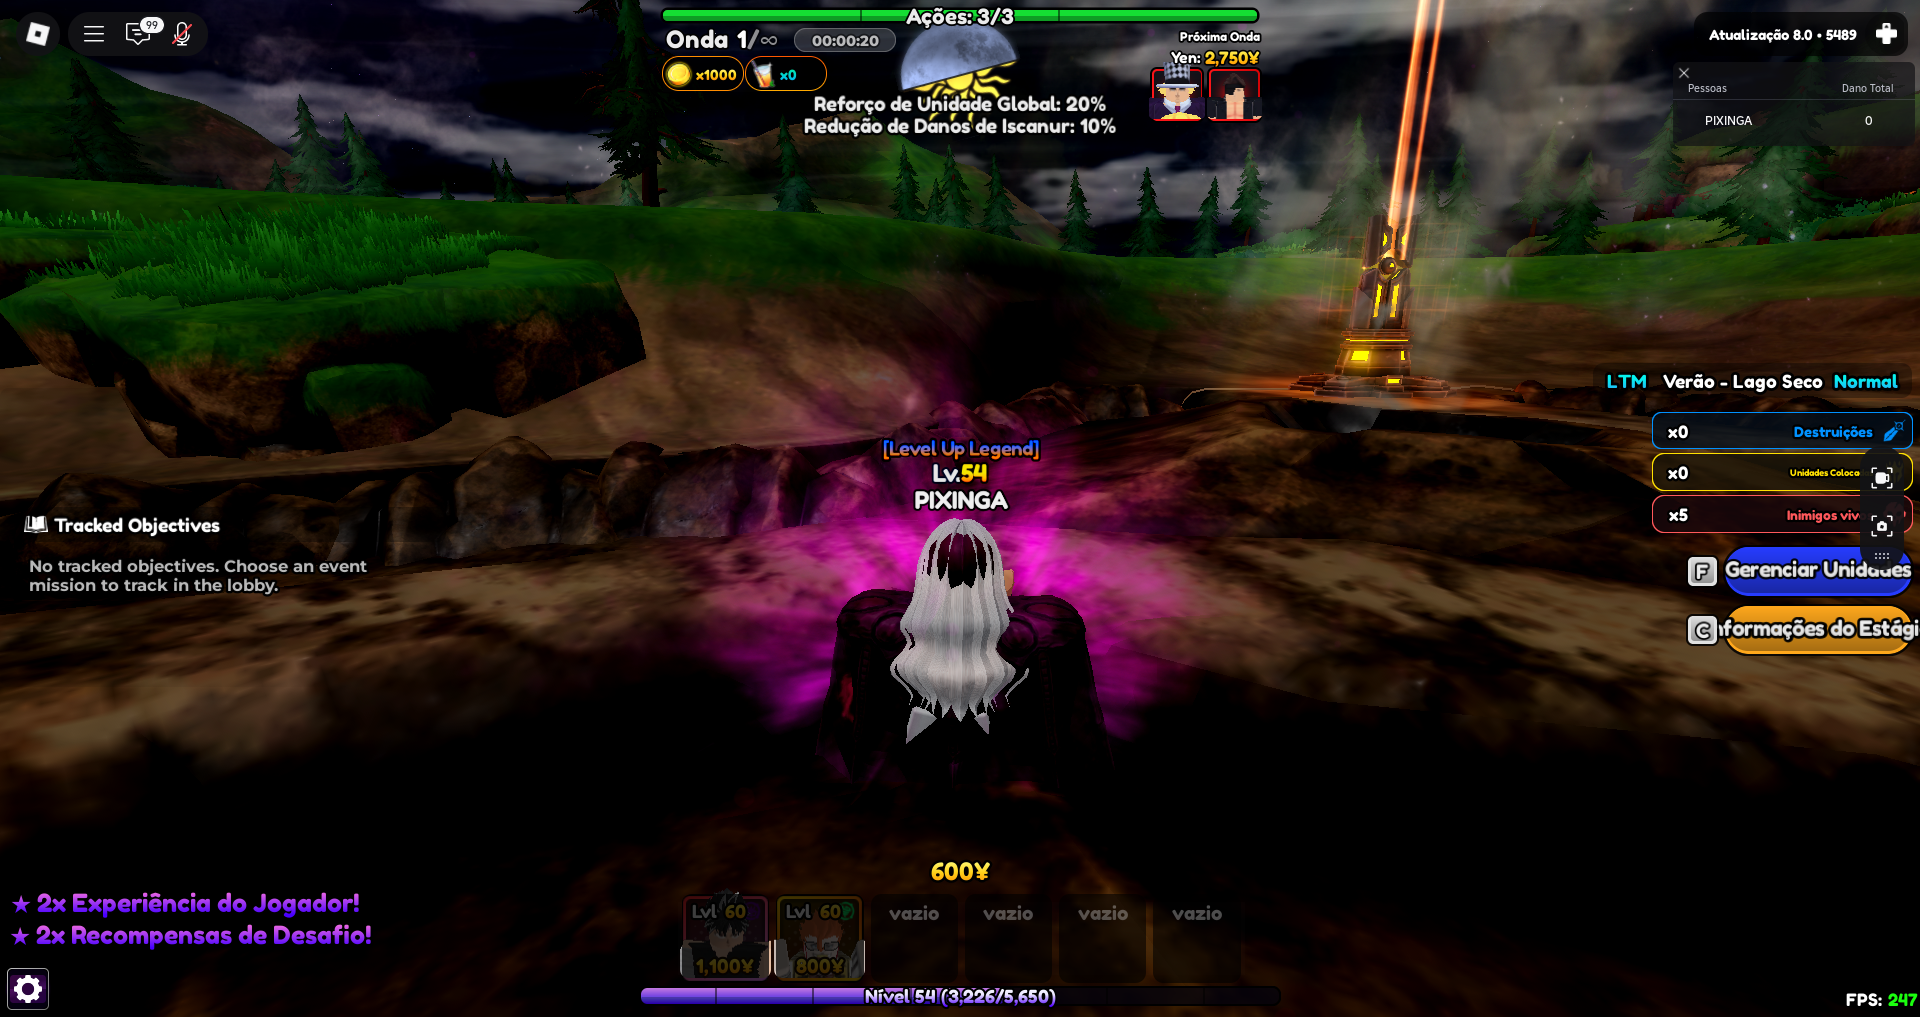 99
Ações: 3/3
Onda 1/∞
00:00:20
x1000
x0
Reforço de Unidade Global: 20%
Redução de Danos de Iscanur: 10%
Próxima Onda
Yen: 2,750¥
Atualização 8.0 • 5489
Pessoas
Dano Total
PIXINGA
0
LTM Verão - Lago Seco Normal
x0 Destruições
x0 Unidades Coloca
x5 Inimigos viv
F Gerenciar Unidades
C nformações do Estági
[Level Up Legend]
Lv.54
PIXINGA
Tracked Objectives
No tracked objectives. Choose an event
mission to track in the lobby.
★ 2x Experiência do Jogador!
★ 2x Recompensas de Desafio!
600¥
Lvl 60
1,100¥
Lvl 60
800¥
vazio
vazio
vazio
vazio
Nível 54 (3,226/5,650)
FPS: 247